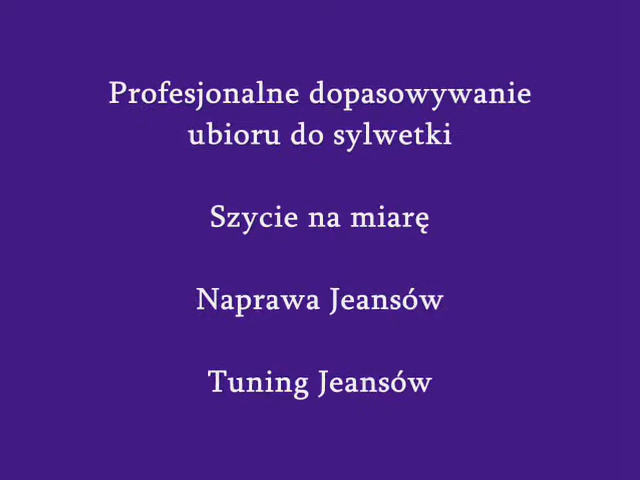 Profesjonalne dopasowywanie
ubioru do sylwetki
Szycie na miarę
Naprawa Jeansów
Tuning Jeansów